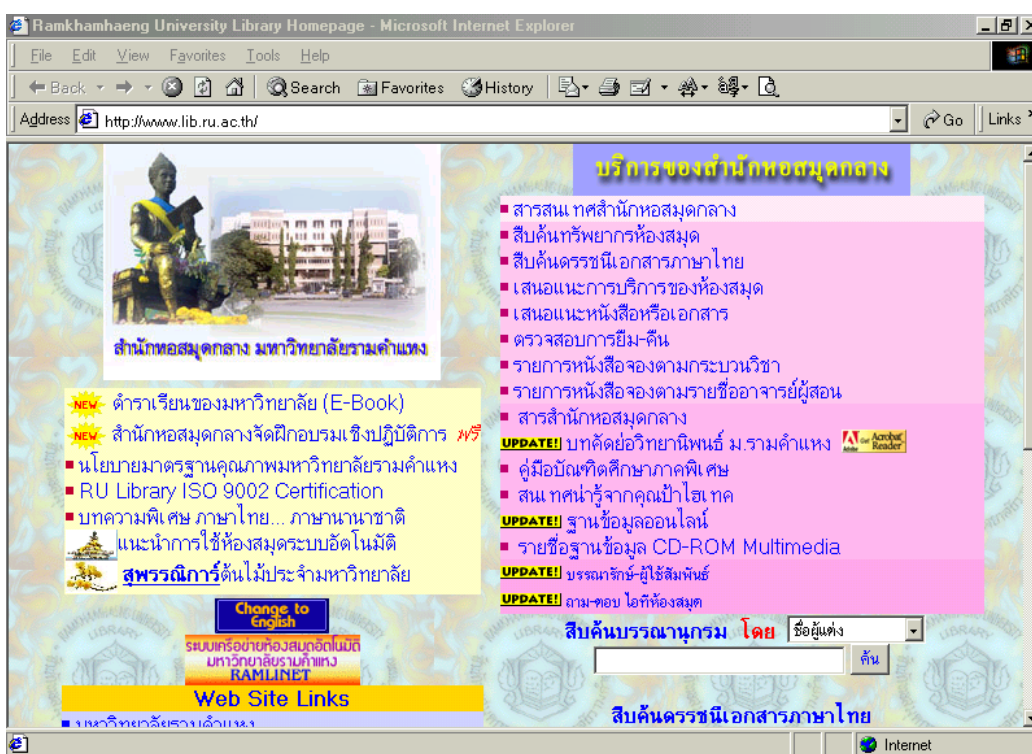 Ramkhamhaeng University Library Homepage - Microsoft Internet Explorer
File Edit View Favorites Tools Help
Back Search Favorites History
Address http://www.lib.ru.ac.th/ Go Links
สำนักหอสมุดกลาง มหาวิทยาลัยรามคำแหง
NEW ตำราเรียนของมหาวิทยาลัย (E-Book)
NEW สำนักหอสมุดกลางจัดฝึกอบรมเชิงปฏิบัติการ ฟรี
นโยบายมาตรฐานคุณภาพมหาวิทยาลัยรามคำแหง
RU Library ISO 9002 Certification
บทความพิเศษ ภาษาไทย... ภาษานานาชาติ
แนะนำการใช้ห้องสมุดระบบอัตโนมัติ
สุพรรณิการ์ต้นไม้ประจำมหาวิทยาลัย
Change to
English
ระบบเครือข่ายห้องสมุดอัตโนมัติ
มหาวิทยาลัยรามคำแหง
RAMLINET
Web Site Links
มหาวิทยาลัยรามคำแหง
บริการของสำนักหอสมุดกลาง
สารสนเทศสำนักหอสมุดกลาง
สืบค้นทรัพยากรห้องสมุด
สืบค้นดรรชนีเอกสารภาษาไทย
เสนอแนะการบริการของห้องสมุด
เสนอแนะหนังสือหรือเอกสาร
ตรวจสอบการยืม-คืน
รายการหนังสือจองตามกระบวนวิชา
รายการหนังสือจองตามรายชื่ออาจารย์ผู้สอน
สารสำนักหอสมุดกลาง
UPDATE! บทคัดย่อวิทยานิพนธ์ ม.รามคำแหง Get Acrobat Reader
คู่มือบัณฑิตศึกษาภาคพิเศษ
สนเทศน่ารู้จากคุณป้าไฮเทค
UPDATE! ฐานข้อมูลออนไลน์
รายชื่อฐานข้อมูล CD-ROM Multimedia
UPDATE! บรรณารักษ์-ผู้ใช้สัมพันธ์
UPDATE! ถาม-ตอบ ไอทีห้องสมุด
สืบค้นบรรณานุกรม โดย ชื่อผู้แต่ง
ค้น
สืบค้นดรรชนีเอกสารภาษาไทย
Internet